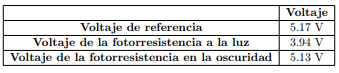 Voltaje
Voltaje de referencia 5.17 V
Voltaje de la fotorresistencia a la luz 3.94 V
Voltaje de la fotorresistencia en la oscuridad 5.13 V